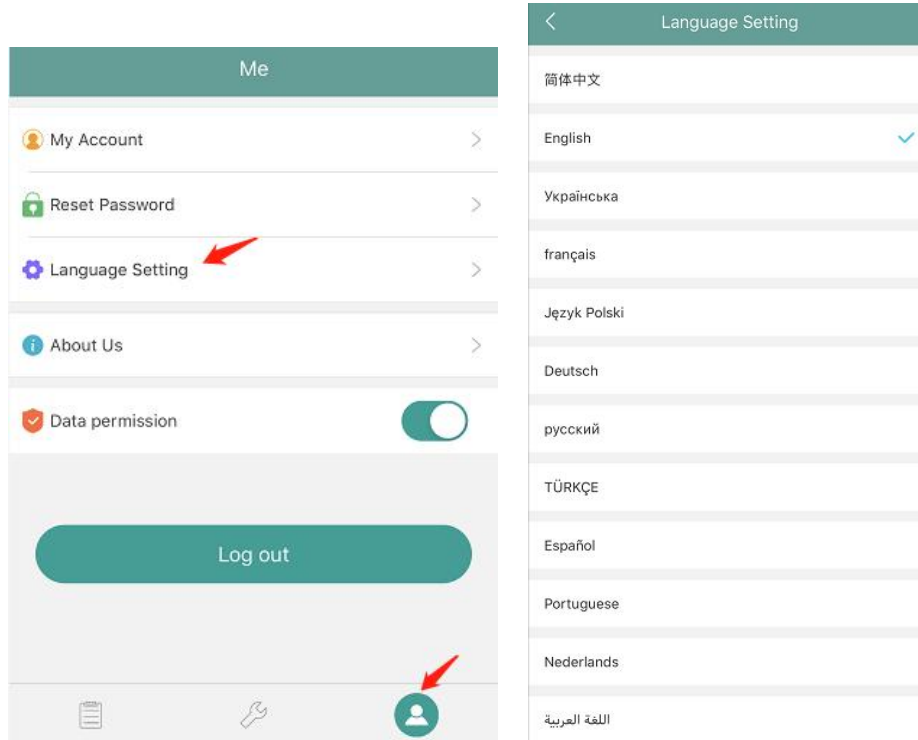 Me
My Account
Reset Password
Language Setting
About Us
Data permission
Log out
Language Setting
简体中文
English
Українська
français
Język Polski
Deutsch
русский
TÜRKÇE
Español
Portuguese
Nederlands
اللغة العربية